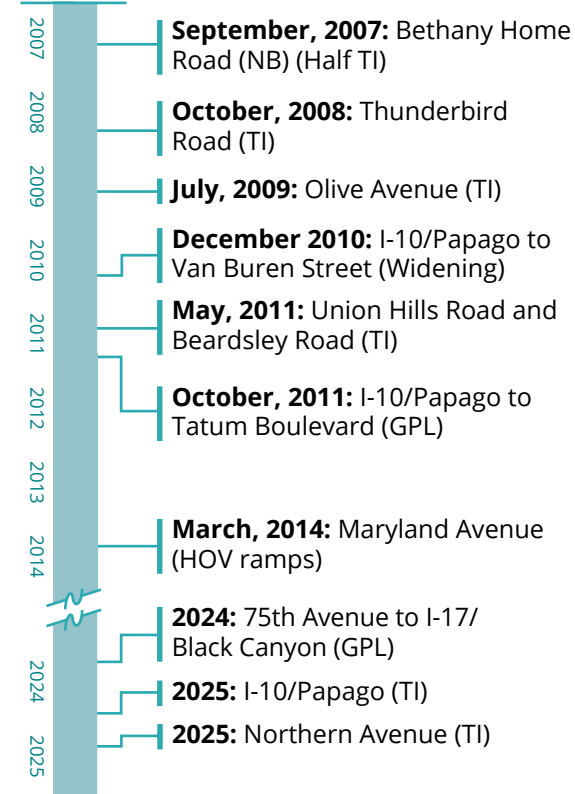 2007
September, 2007: Bethany Home
Road (NB) (Half TI)
2008
October, 2008: Thunderbird
Road (TI)
2009
July, 2009: Olive Avenue (TI)
2010
December 2010: I-10/Papago to
Van Buren Street (Widening)
2011
May, 2011: Union Hills Road and
Beardsley Road (TI)
2012
October, 2011: I-10/Papago to
Tatum Boulevard (GPL)
2013
2014
March, 2014: Maryland Avenue
(HOV ramps)
2024: 75th Avenue to I-17/
Black Canyon (GPL)
2024
2025: I-10/Papago (TI)
2025: Northern Avenue (TI)
2025